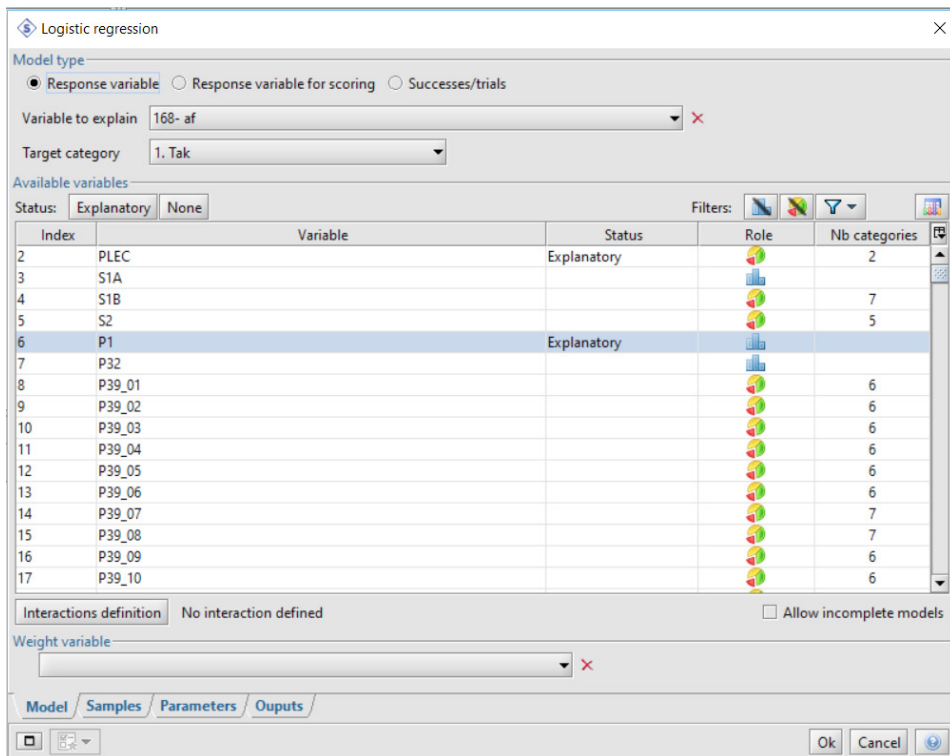 Logistic regression
Model type
Response variable Response variable for scoring Successes/trials
Variable to explain 168- af
Target category 1. Tak
Available variables
Status: Explanatory None Filters:
Index Variable Status Role Nb categories
2 PLEC Explanatory 2
3 S1A
4 S1B 7
5 S2 5
6 P1 Explanatory
7 P32
8 P39_01 6
9 P39_02 6
10 P39_03 6
11 P39_04 6
12 P39_05 6
13 P39_06 6
14 P39_07 7
15 P39_08 7
16 P39_09 6
17 P39_10 6
Interactions definition No interaction defined Allow incomplete models
Weight variable
Model Samples Parameters Ouputs
Ok Cancel